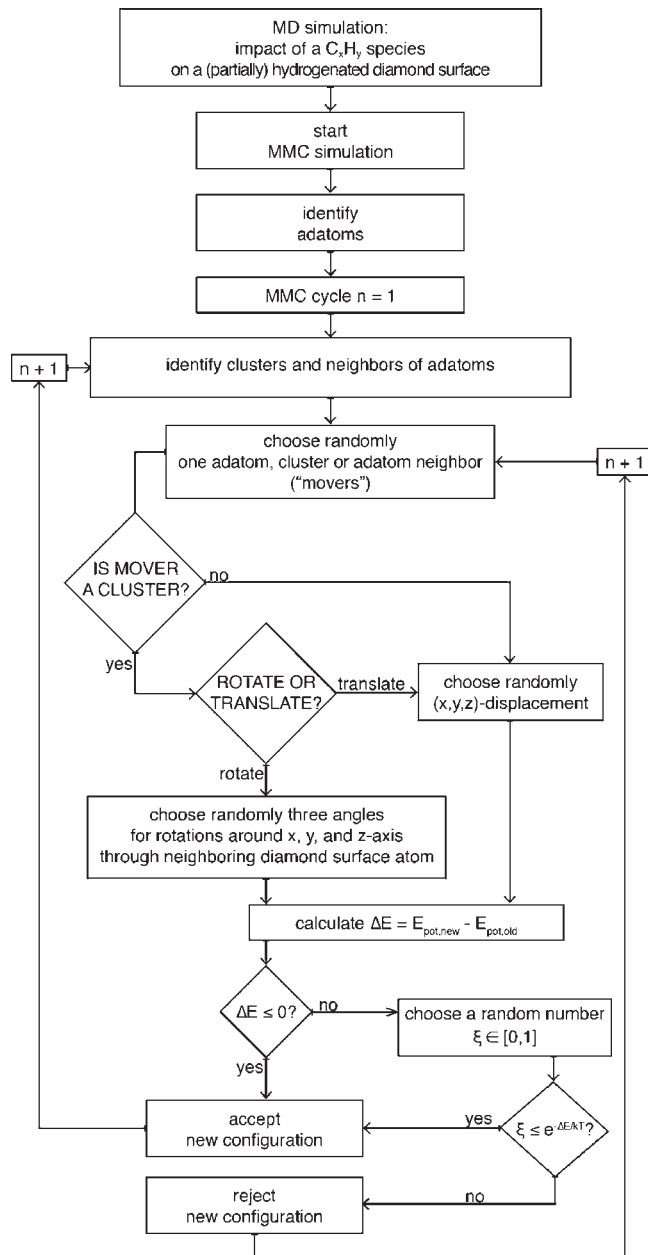 MD simulation:
impact of a CₓHᵧ species
on a (partially) hydrogenated diamond surface
start
MMC simulation
identify
adatoms
MMC cycle n = 1
n + 1
identify clusters and neighbors of adatoms
choose randomly
one adatom, cluster or adatom neighbor
("movers")
n + 1
IS MOVER
A CLUSTER?
no
yes
ROTATE OR
TRANSLATE?
translate
choose randomly
(x,y,z)-displacement
rotate
choose randomly three angles
for rotations around x, y, and z-axis
through neighboring diamond surface atom
calculate ΔE = E_pot,new - E_pot,old
ΔE ≤ 0?
no
choose a random number
ξ ∈ [0,1]
yes
accept
new configuration
yes
ξ ≤ e^-ΔE/kT?
reject
new configuration
no